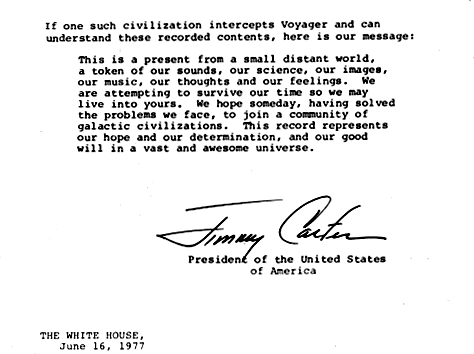 If one such civilization intercepts Voyager and can
understand these recorded contents, here is our message:
This is a present from a small distant world,
a token of our sounds, our science, our images,
our music, our thoughts and our feelings. We
are attempting to survive our time so we may
live into yours. We hope someday, having solved
the problems we face, to join a community of
galactic civilizations. This record represents
our hope and our determination, and our good
will in a vast and awesome universe.
Jimmy Carter
President of the United States
of America
THE WHITE HOUSE,
June 16, 1977